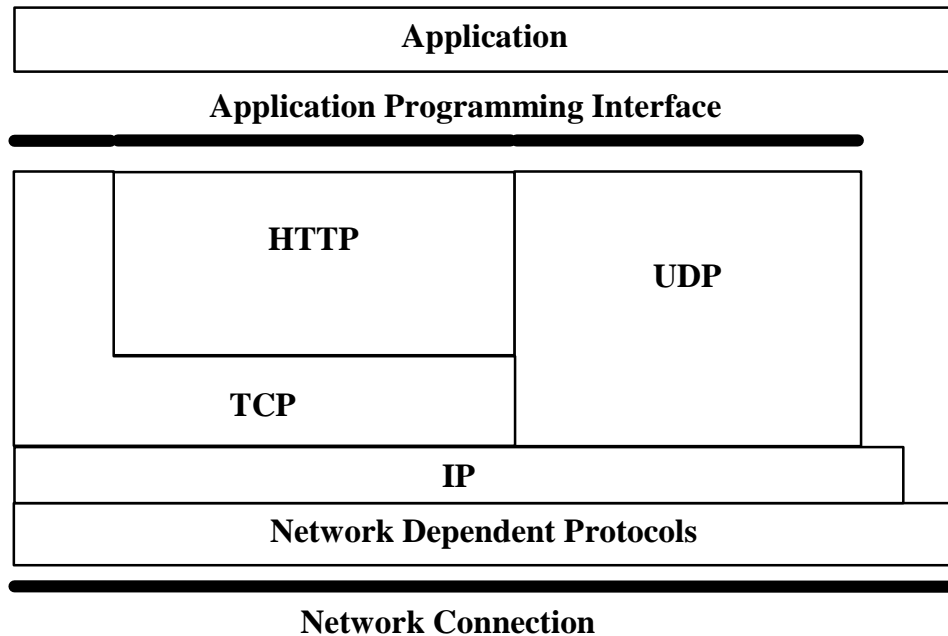 Application
Application Programming Interface
HTTP
UDP
TCP
IP
Network Dependent Protocols
Network Connection